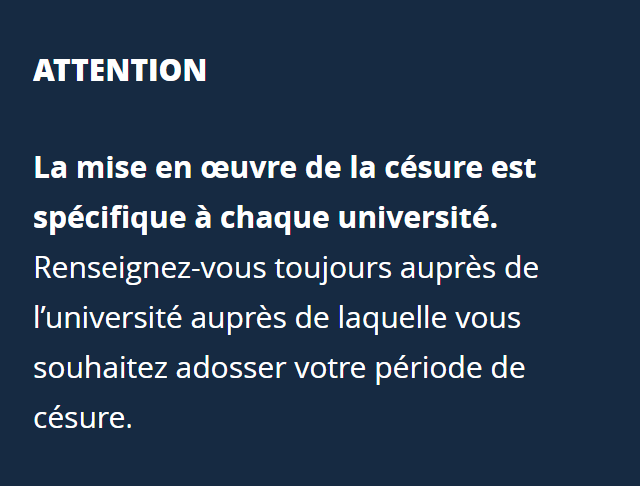 ATTENTION
La mise en œuvre de la césure est
spécifique à chaque université.
Renseignez-vous toujours auprès de
l’université auprès de laquelle vous
souhaitez adosser votre période de
césure.